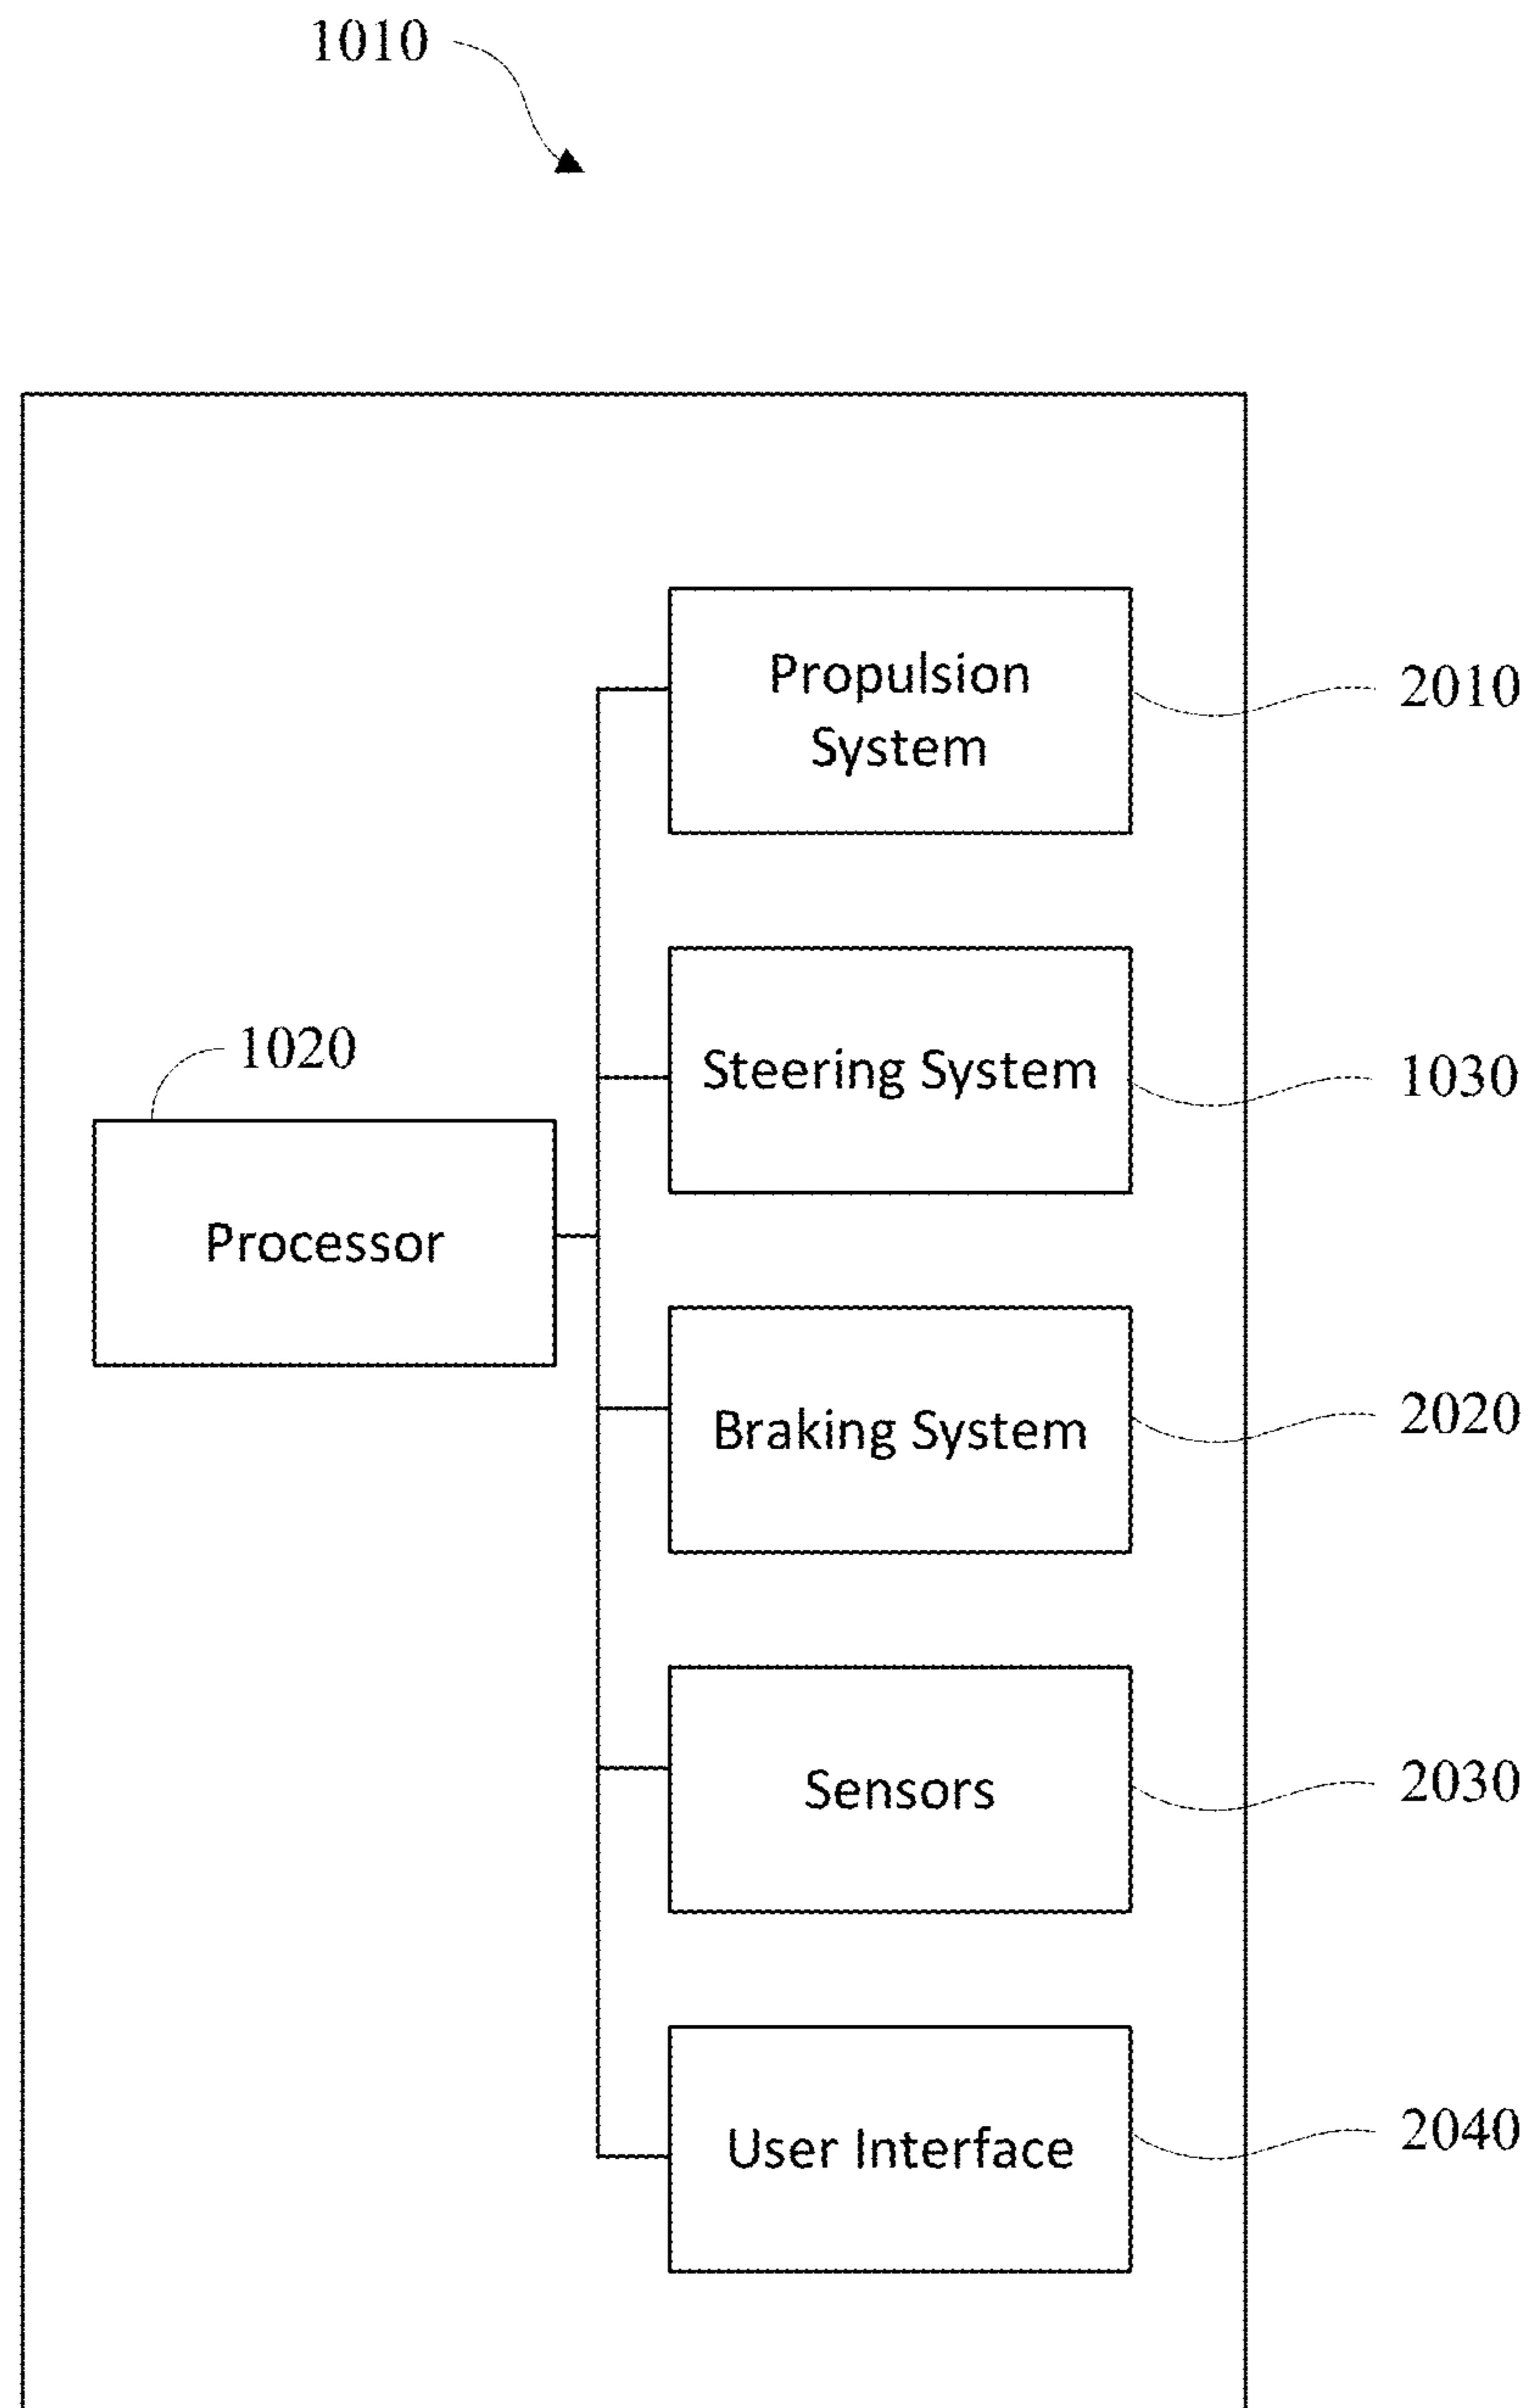 1010
Propulsion
System
2010
Steering System
1030
1020
Processor
Braking System
2020
Sensors
2030
User Interface
2040